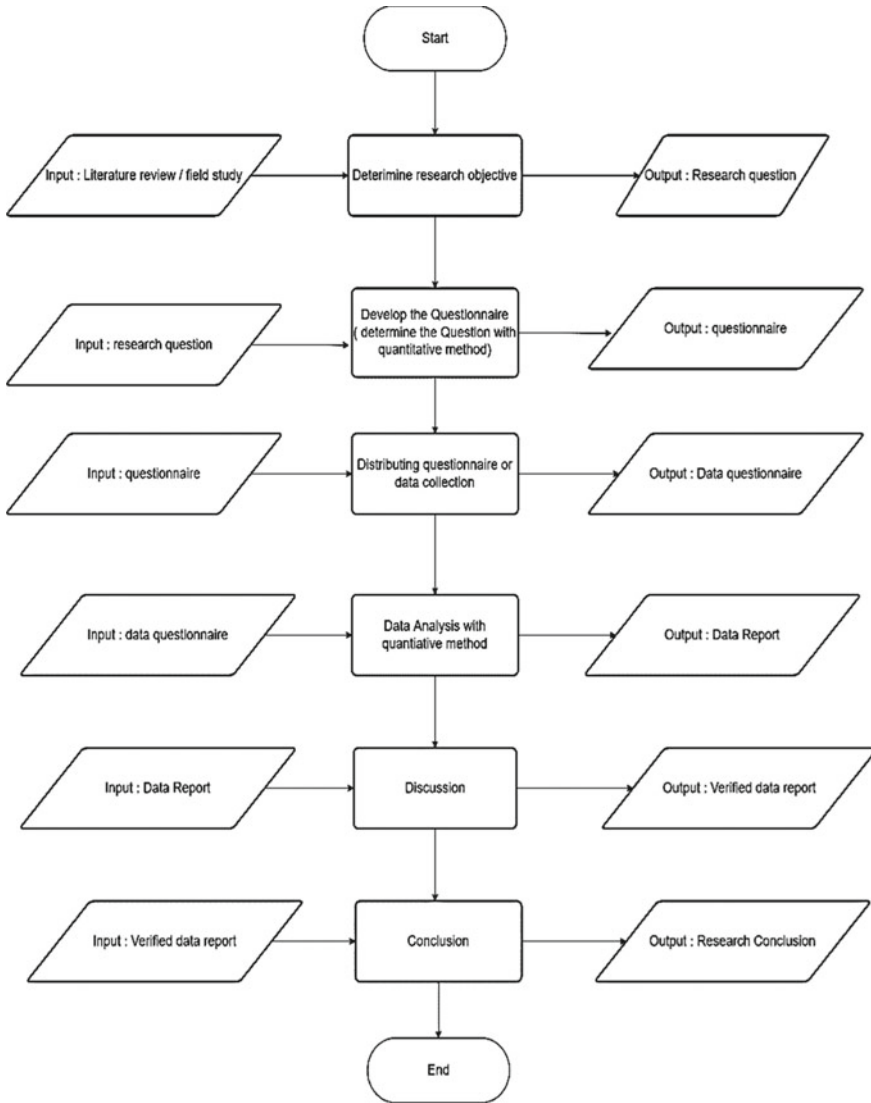 Start
Input : Literature review / field study
Deterimine research objective
Output : Research question
Input : research question
Develop the Questionnaire
( determine the Question with
quantitative method)
Output : questionnaire
Input : questionnaire
Distributing questionnaire or
data collection
Output : Data questionnaire
Input : data questionnaire
Data Analysis with
quantiative method
Output : Data Report
Input : Data Report
Discussion
Output : Verified data report
Input : Verified data report
Conclusion
Output : Research Conclusion
End